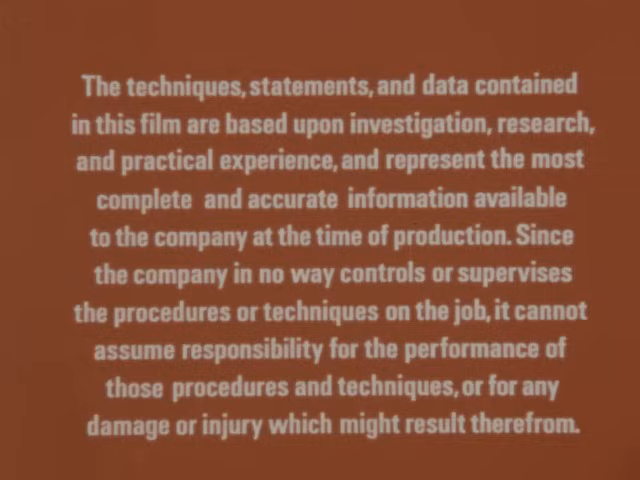 The techniques, statements, and data contained
in this film are based upon investigation, research,
and practical experience, and represent the most
complete and accurate information available
to the company at the time of production. Since
the company in no way controls or supervises
the procedures or techniques on the job, it cannot
assume responsibility for the performance of
those procedures and techniques, or for any
damage or injury which might result therefrom.